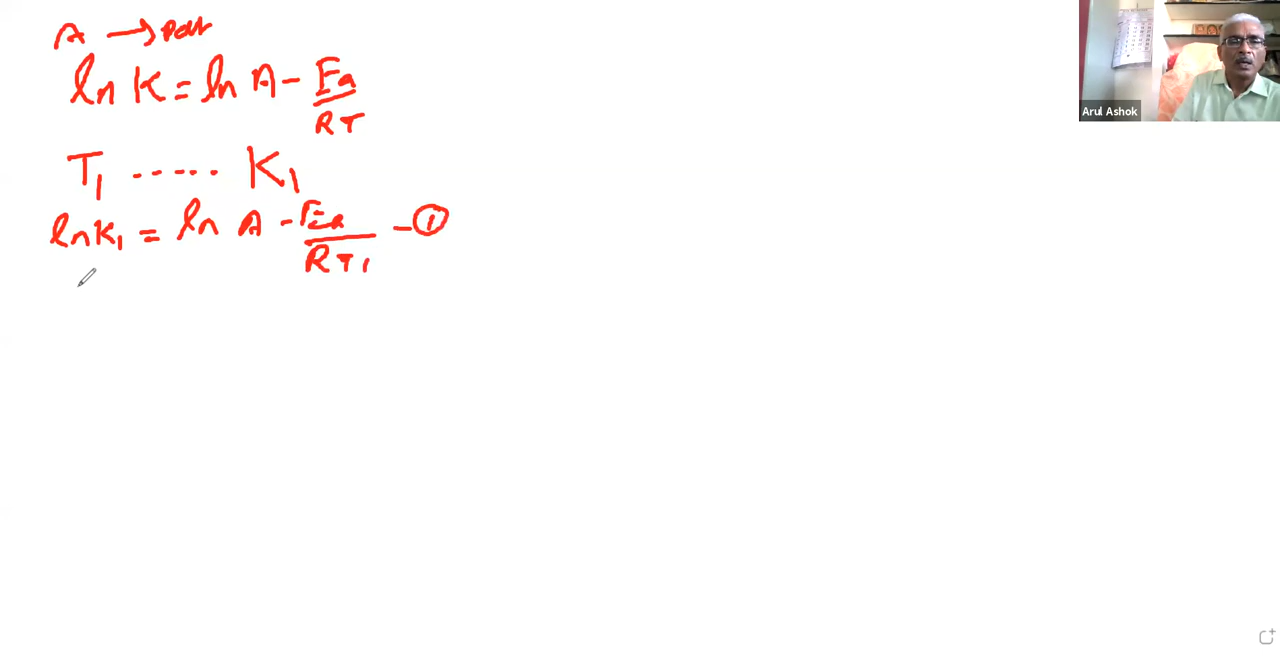 A → pdt
ln K = ln A - Ea/RT
T1 ..... K1
ln K1 = ln A - Ea/RT1 - ①
Arul Ashok